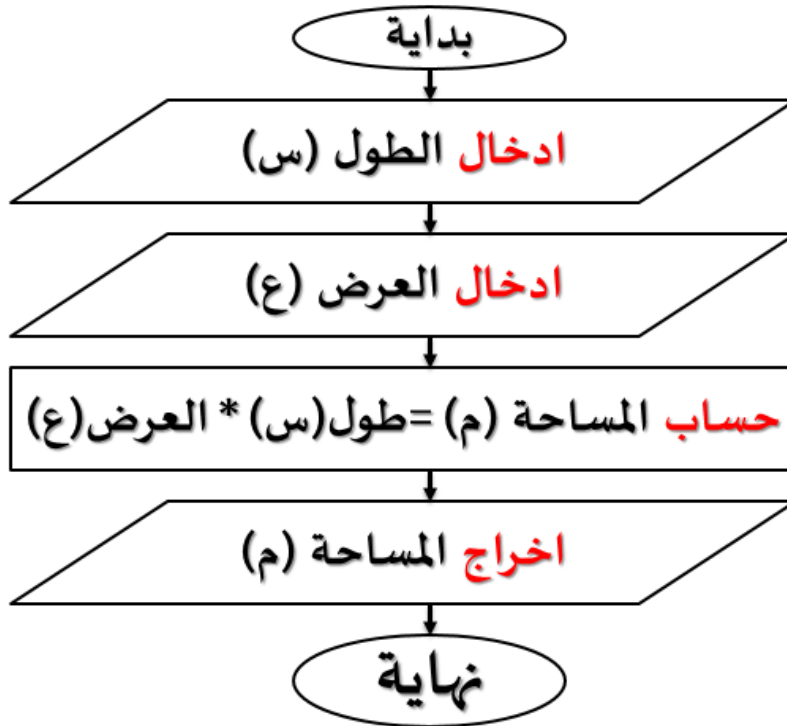 بداية
ادخال الطول (س)
ادخال العرض (ع)
حساب المساحة (م) =طول(س) * العرض(ع)
اخراج المساحة (م)
نهاية